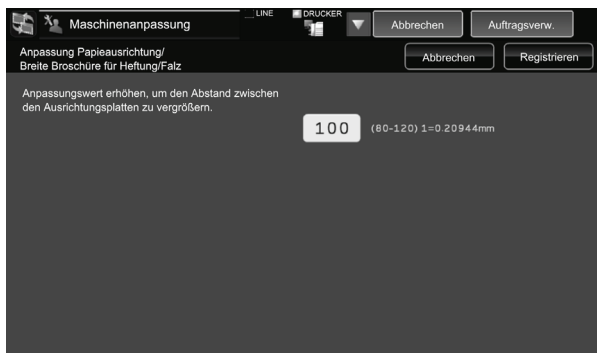 Maschinenanpassung
LINE
DRUCKER
Abbrechen
Auftragsverw.
Anpassung Papieausrichtung/
Breite Broschüre für Heftung/Falz
Abbrechen
Registrieren
Anpassungswert erhöhen, um den Abstand zwischen
den Ausrichtungsplatten zu vergrößern.
100 (80-120) 1=0.20944mm